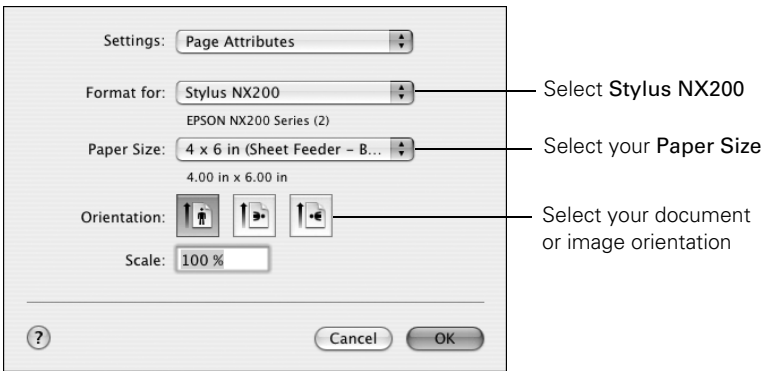 Settings: Page Attributes
Format for: Stylus NX200
EPSON NX200 Series (2)
Paper Size: 4 x 6 in (Sheet Feeder – B...
4.00 in x 6.00 in
Orientation:
Scale: 100 %
? Cancel OK
Select Stylus NX200
Select your Paper Size
Select your document
or image orientation